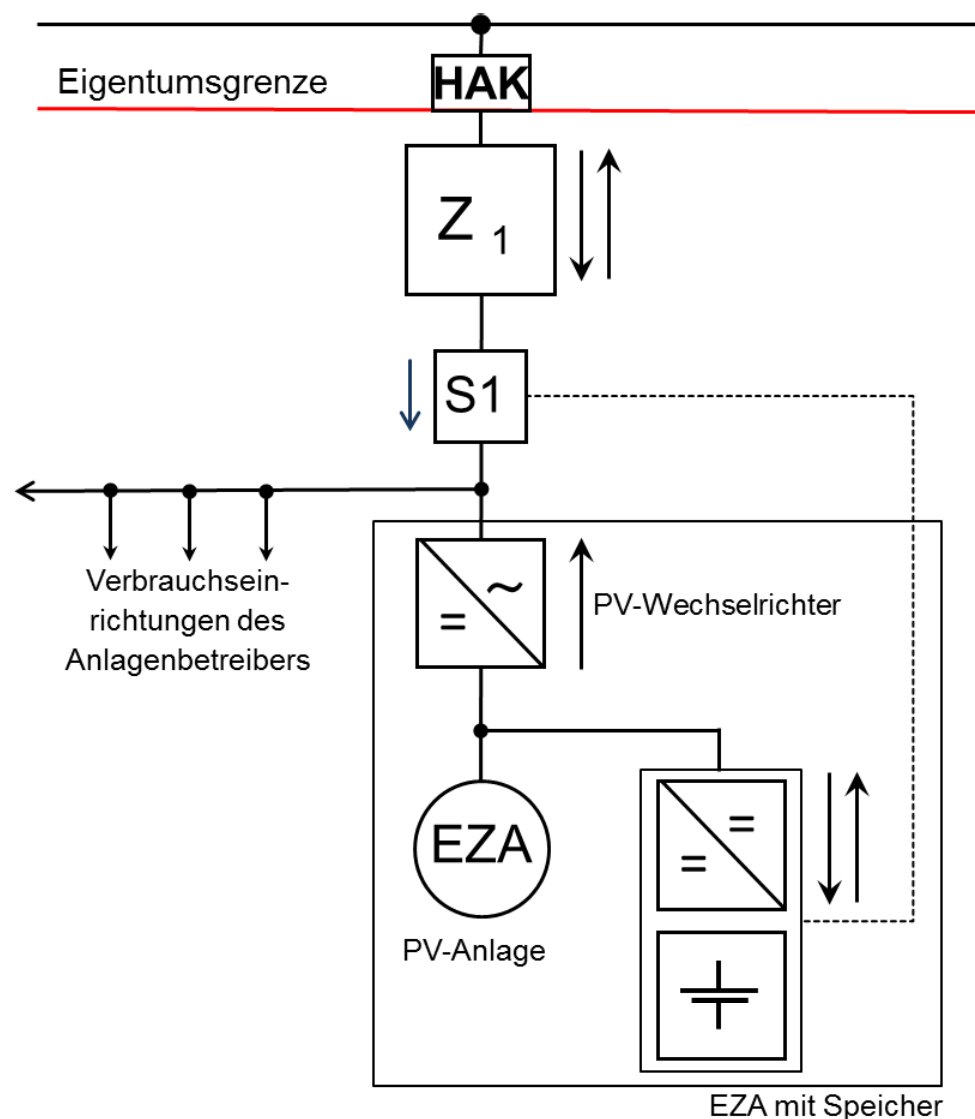 Eigentumsgrenze
HAK
Z 1
S1
Verbrauchsein-
richtungen des
Anlagenbetreibers
~
=
PV-Wechselrichter
EZA
PV-Anlage
=
=
EZA mit Speicher